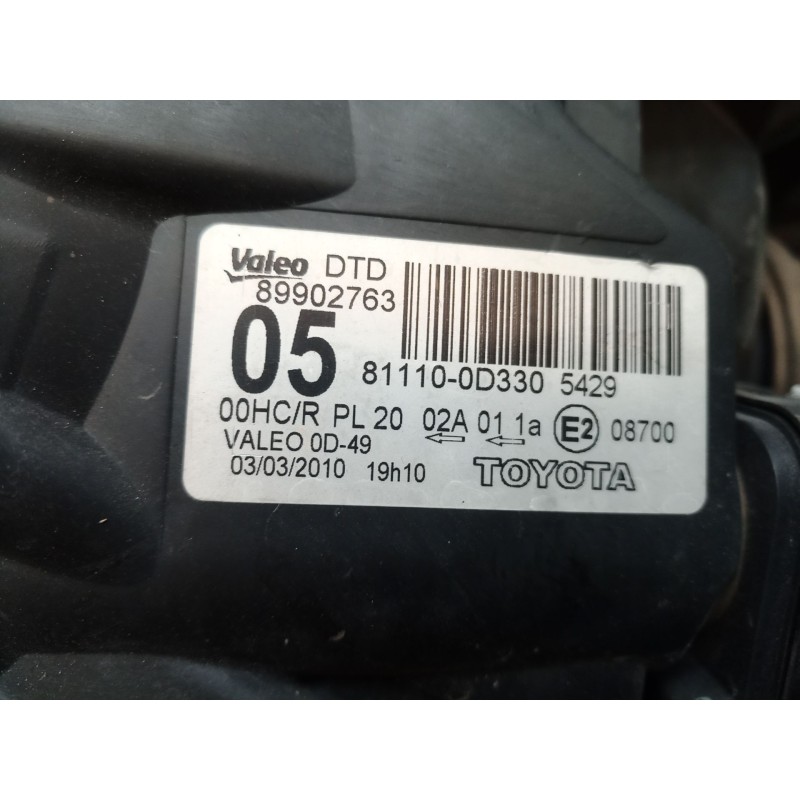 Valeo DTD
89902763
05
81110-0D330 5429
00HC/R PL 20 02A 01 1a E2 08700
VALEO 0D-49
03/03/2010 19h10 TOYOTA